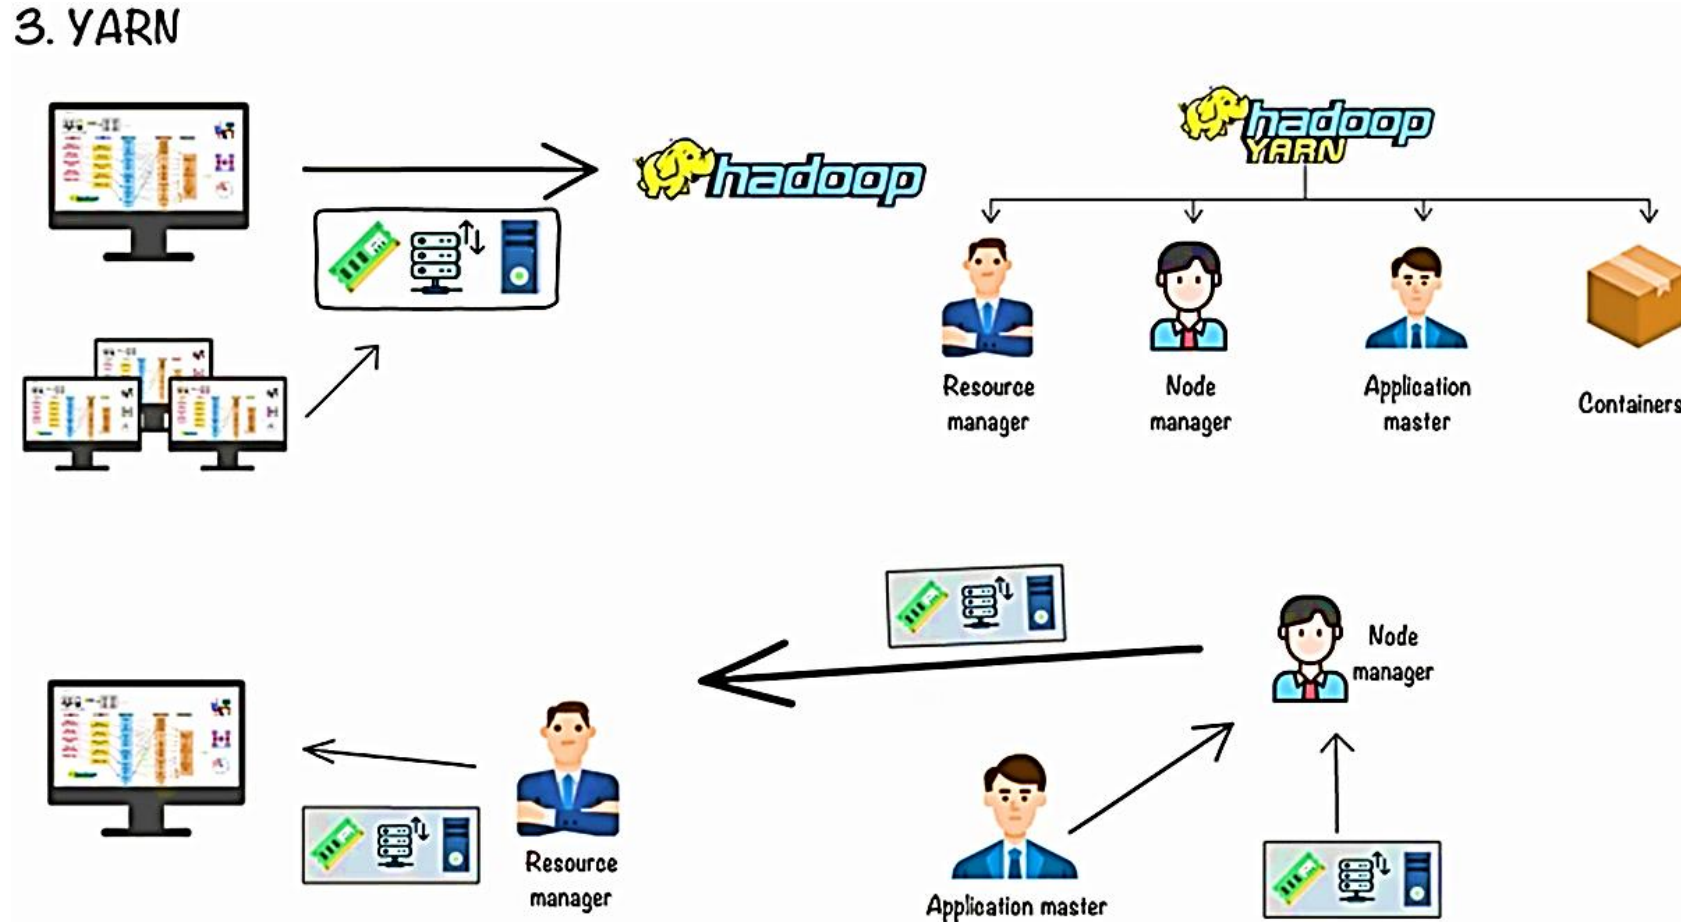 3. YARN
hadoop
hadoop
YARN
Resource
manager
Node
manager
Application
master
Containers
Node
manager
Resource
manager
Application master